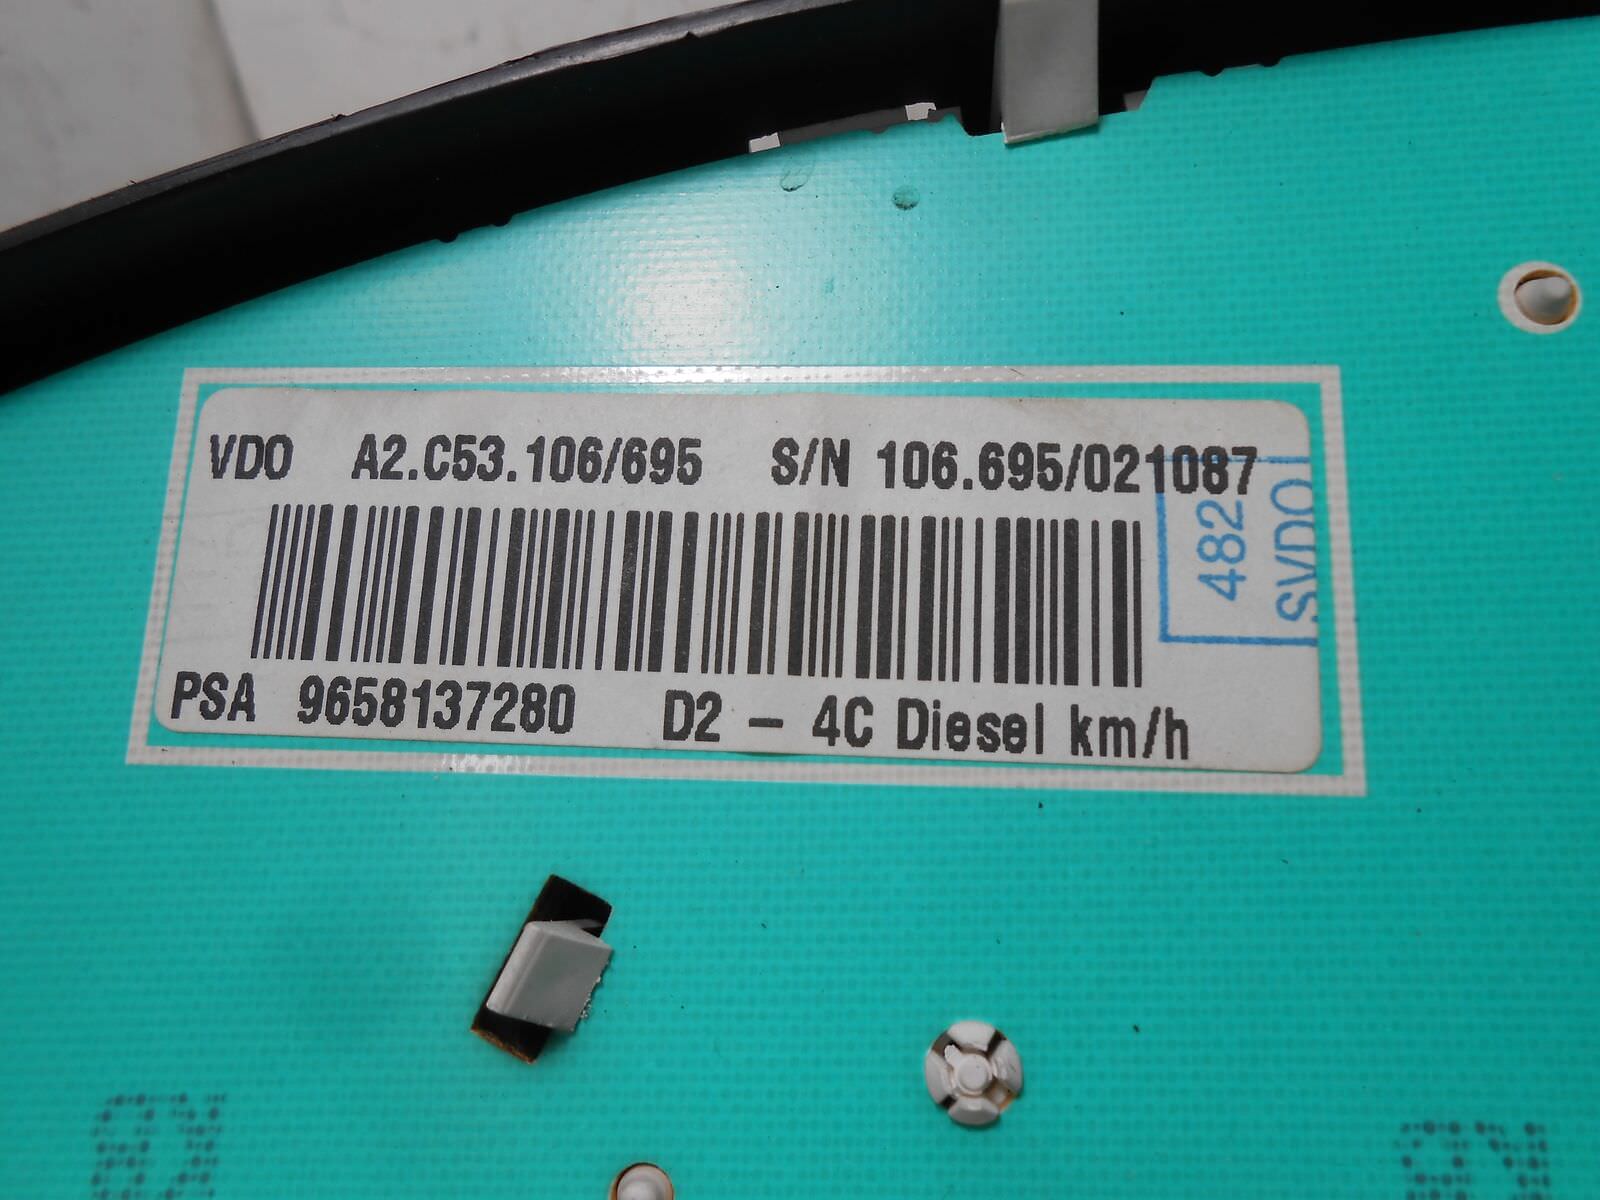 VDO A2.C53.106/695 S/N 106.695/021087
482
SVDO
PSA 9658137280 D2 - 4C Diesel km/h